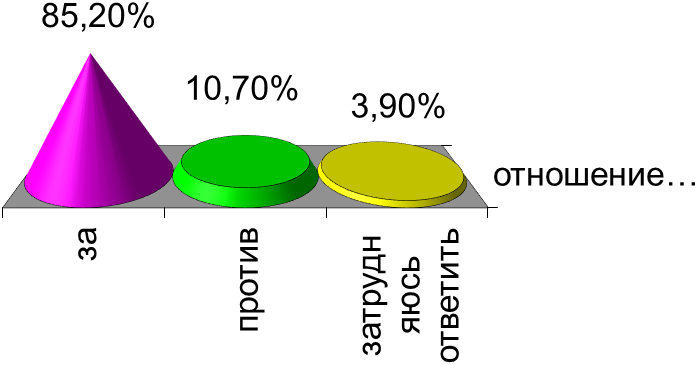 85,20%
10,70%
3,90%
отношение…
за
против
затрудн
яюсь
ответить